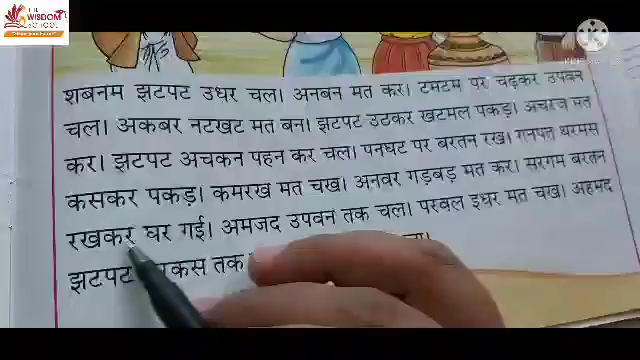 THE
WISDOM
SCHOOL
शबनम झटपट उधर चल। अनबन मत कर। टमटम पर चढ़कर उपवन
चल। अकबर नटखट मत बन। झटपट उठकर खटमल पकड़। अचरज मत
कर। झटपट अचकन पहन कर चल। पनघट पर बरतन रख। गनपत थरमस
कसकर पकड़। कमरख मत चख। अनवर गड़बड़ मत कर। सरगम बरतन
रखकर घर गई। अमजद उपवन तक चल। परवल इधर मत चख। अहमद
झटपट तक